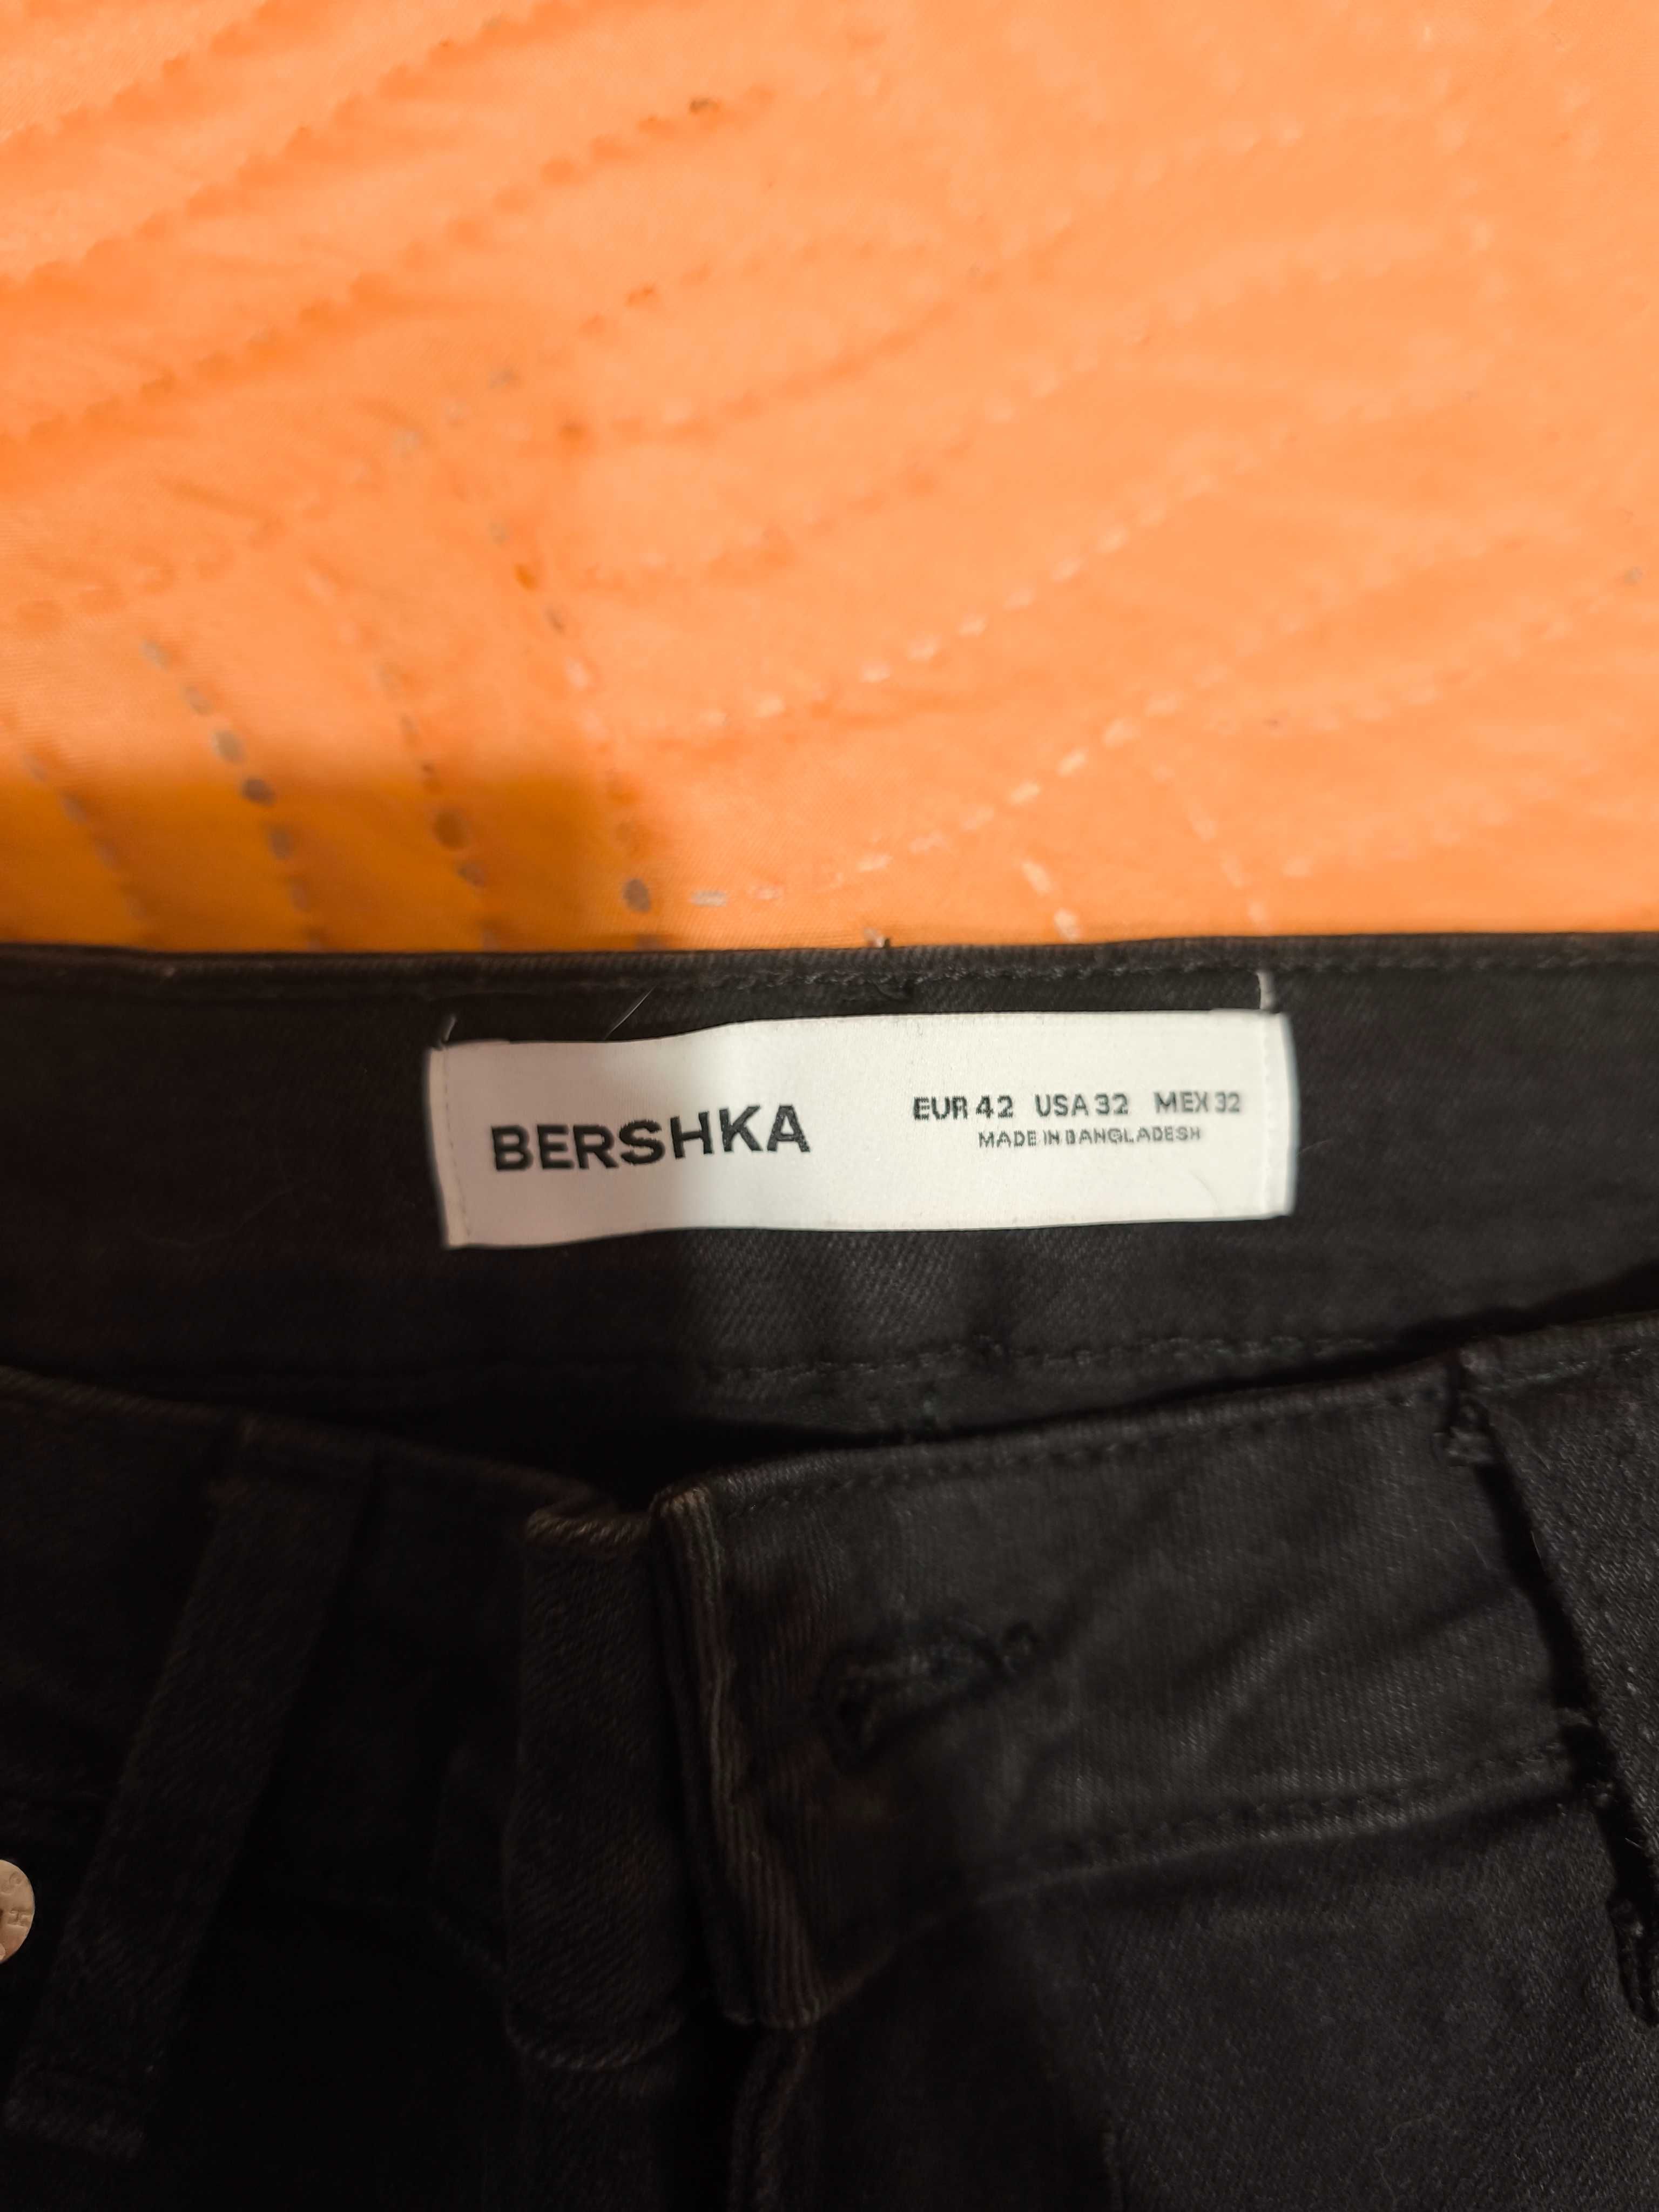 BERSHKA
EUR 42 USA 32 MEX 32
MADE IN BANGLADESH